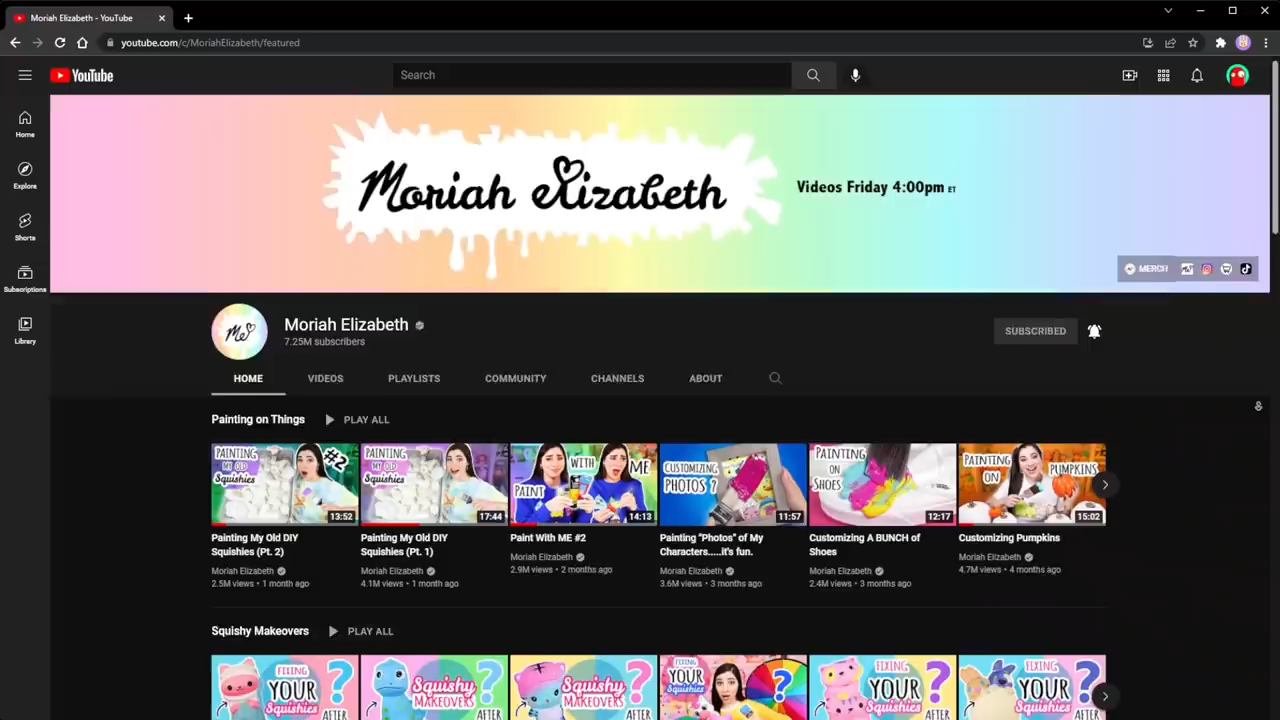 Moriah Elizabeth - YouTube
youtube.com/c/MoriahElizabeth/featured
YouTube
Search
Home
Explore
Shorts
Subscriptions
Library
Moriah elizabeth
Videos Friday 4:00pm ET
MERCH
Me
Moriah Elizabeth
7.25M subscribers
SUBSCRIBED
HOME VIDEOS PLAYLISTS COMMUNITY CHANNELS ABOUT
Painting on Things PLAY ALL
PAINTING MY OLD Squishies #2
13:52
PAINTING MY OLD Squishies
17:44
PAINT WITH ME
14:13
CUSTOMIZING PHOTOS?
11:57
PAINTING ON SHOES
12:17
PAINTING ON PUMPKINS
15:02
Painting My Old DIY
Squishies (Pt. 2)
Moriah Elizabeth
2.5M views • 1 month ago
Painting My Old DIY
Squishies (Pt. 1)
Moriah Elizabeth
4.1M views • 1 month ago
Paint With ME #2
Moriah Elizabeth
2.9M views • 2 months ago
Painting "Photos" of My
Characters.....it's fun.
Moriah Elizabeth
3.6M views • 3 months ago
Customizing A BUNCH of
Shoes
Moriah Elizabeth
2.4M views • 3 months ago
Customizing Pumpkins
Moriah Elizabeth
4.7M views • 4 months ago
Squishy Makeovers PLAY ALL
FIXING YOUR Squishies ? AFTER
Squishy MAKEOVERS ? AFTER
Squishy MAKEOVERS ? AFTER
FIXING YOUR Squishies ?
FIXING YOUR Squishies ? AFTER
FIXING YOUR Squishies ? AFTER